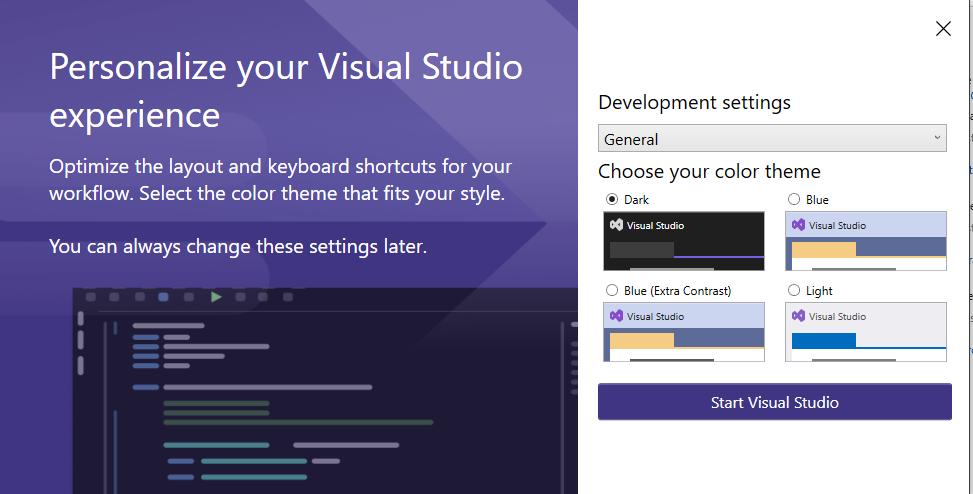 Personalize your Visual Studio
experience
Optimize the layout and keyboard shortcuts for your
workflow. Select the color theme that fits your style.
You can always change these settings later.
Development settings
General
Choose your color theme
Dark
Blue
Visual Studio
Visual Studio
Blue (Extra Contrast)
Light
Visual Studio
Visual Studio
Start Visual Studio